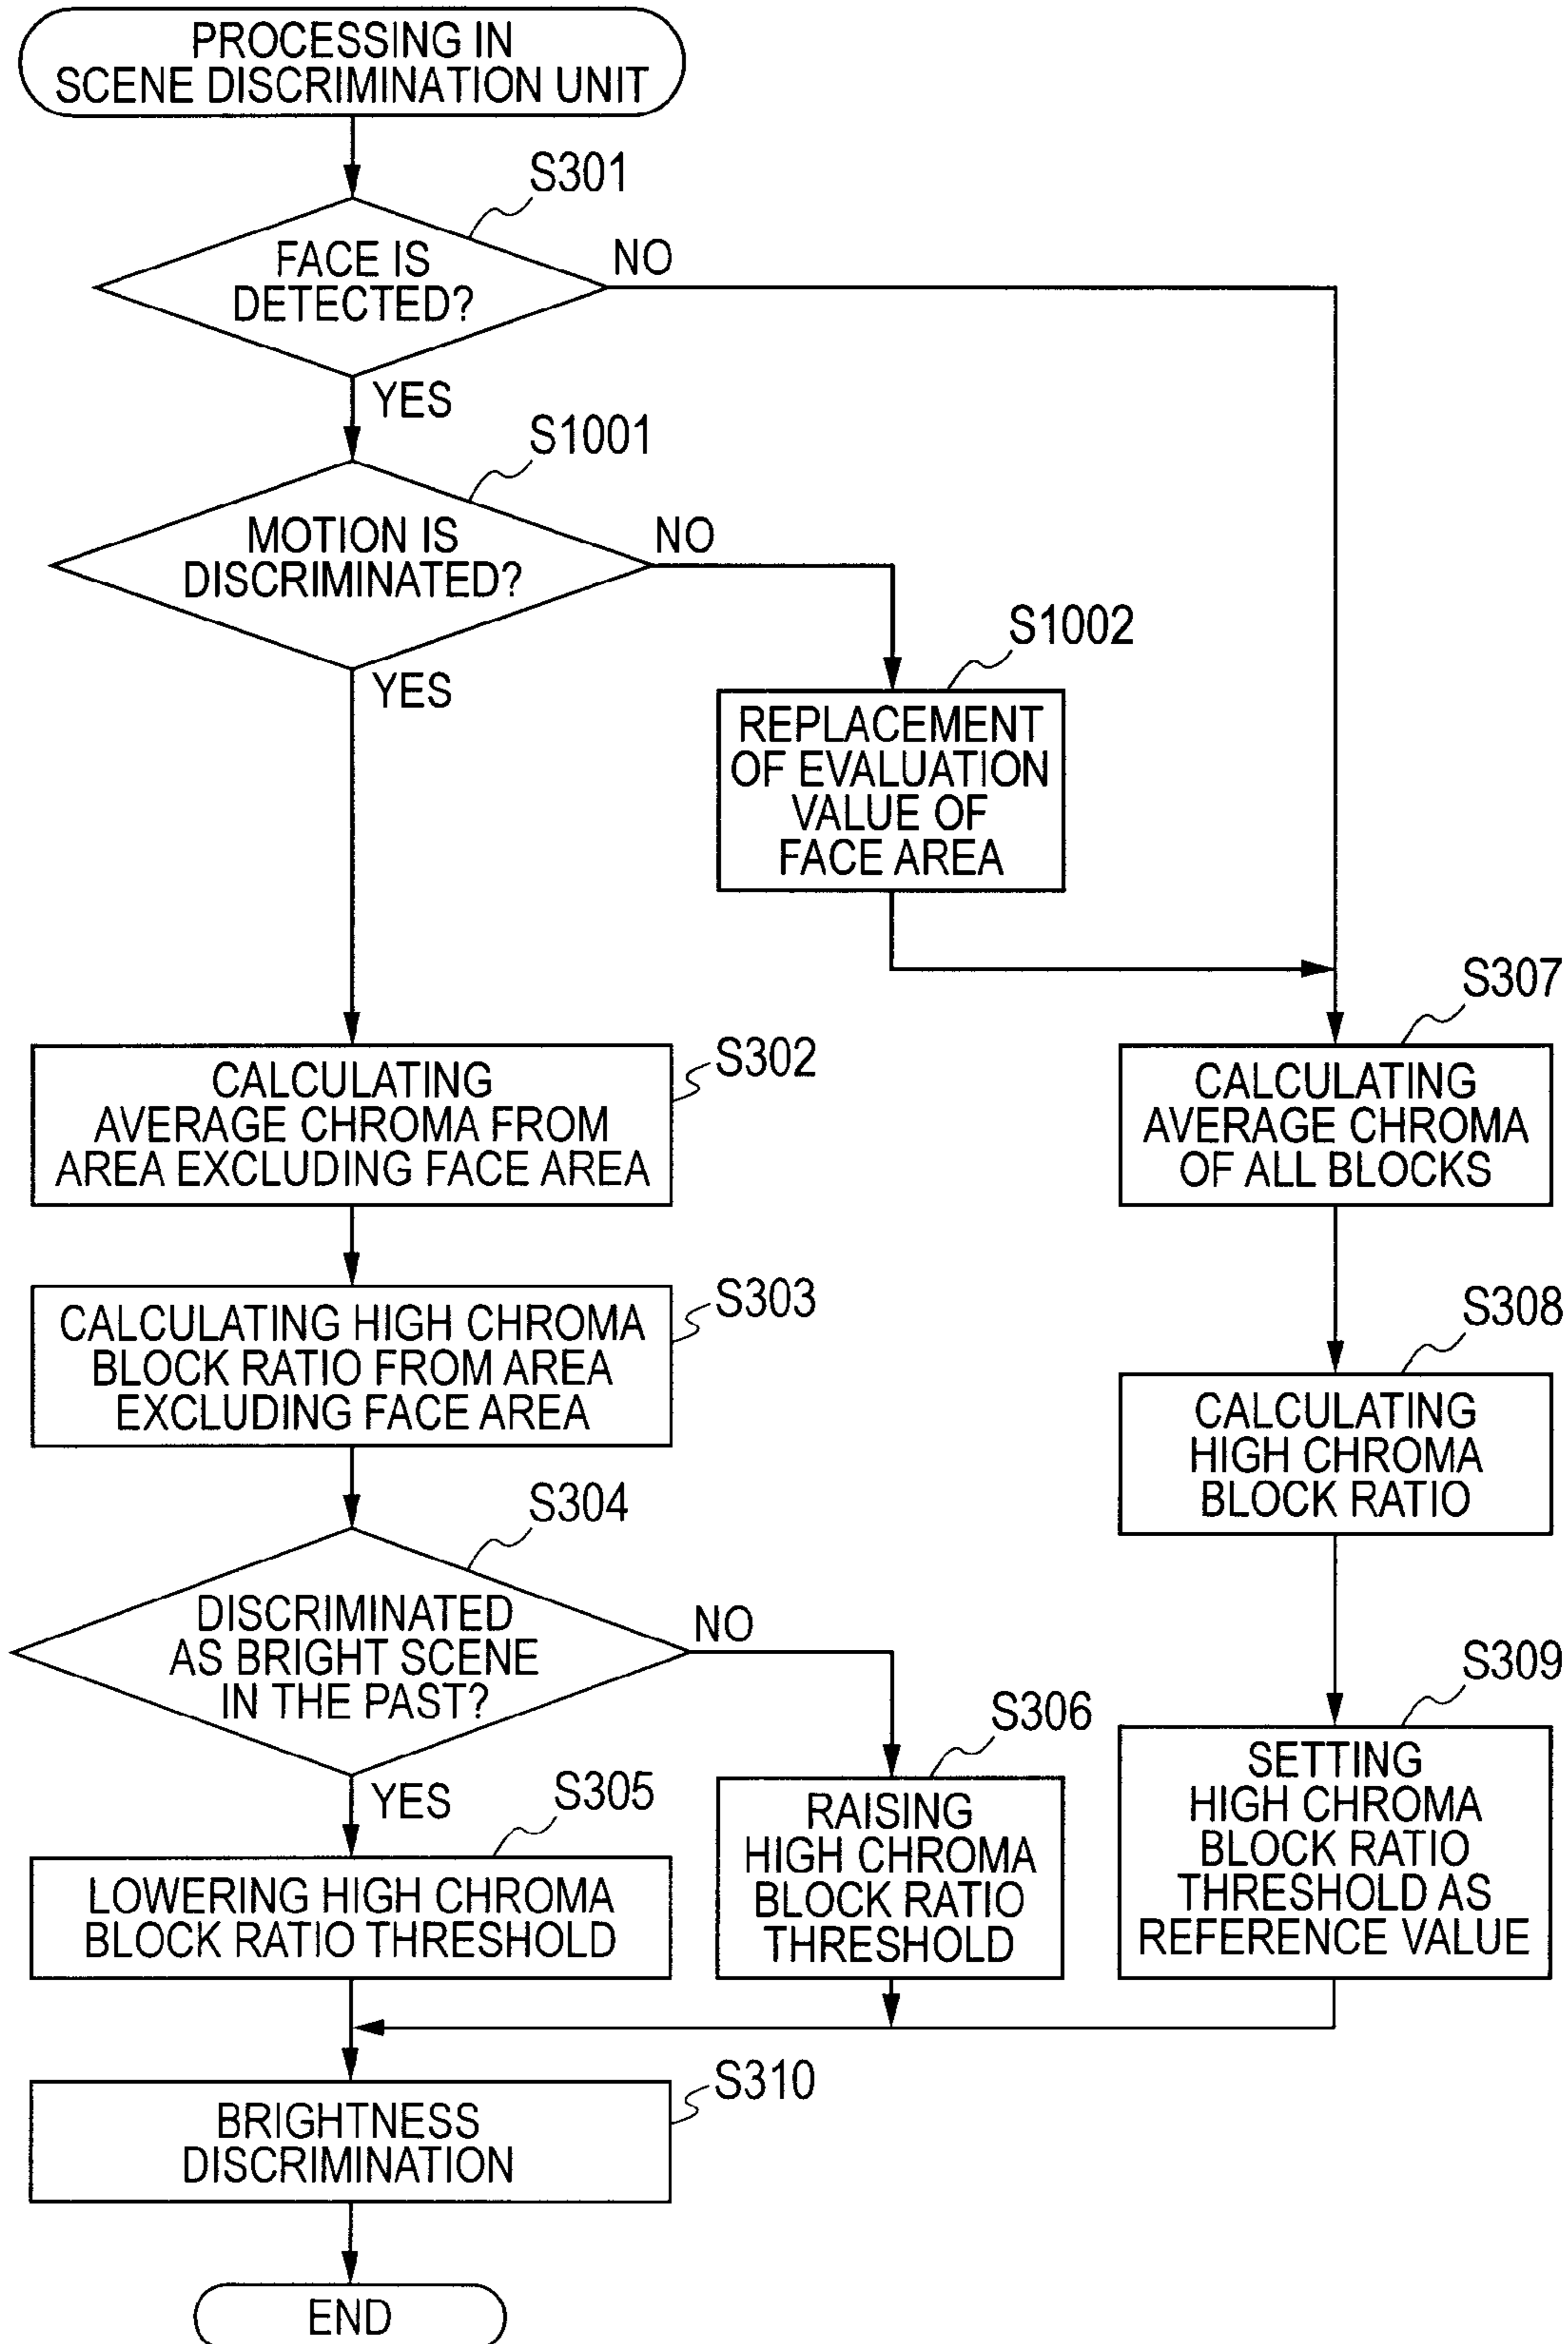 PROCESSING IN
SCENE DISCRIMINATION UNIT
S301
FACE IS
DETECTED?
NO
YES
S1001
MOTION IS
DISCRIMINATED?
NO
YES
S1002
REPLACEMENT
OF EVALUATION
VALUE OF
FACE AREA
S302
CALCULATING
AVERAGE CHROMA FROM
AREA EXCLUDING FACE AREA
S307
CALCULATING
AVERAGE CHROMA
OF ALL BLOCKS
S303
CALCULATING HIGH CHROMA
BLOCK RATIO FROM AREA
EXCLUDING FACE AREA
S308
CALCULATING
HIGH CHROMA
BLOCK RATIO
S304
DISCRIMINATED
AS BRIGHT SCENE
IN THE PAST?
NO
YES
S305
LOWERING HIGH CHROMA
BLOCK RATIO THRESHOLD
S306
RAISING
HIGH CHROMA
BLOCK RATIO
THRESHOLD
S309
SETTING
HIGH CHROMA
BLOCK RATIO
THRESHOLD AS
REFERENCE VALUE
S310
BRIGHTNESS
DISCRIMINATION
END